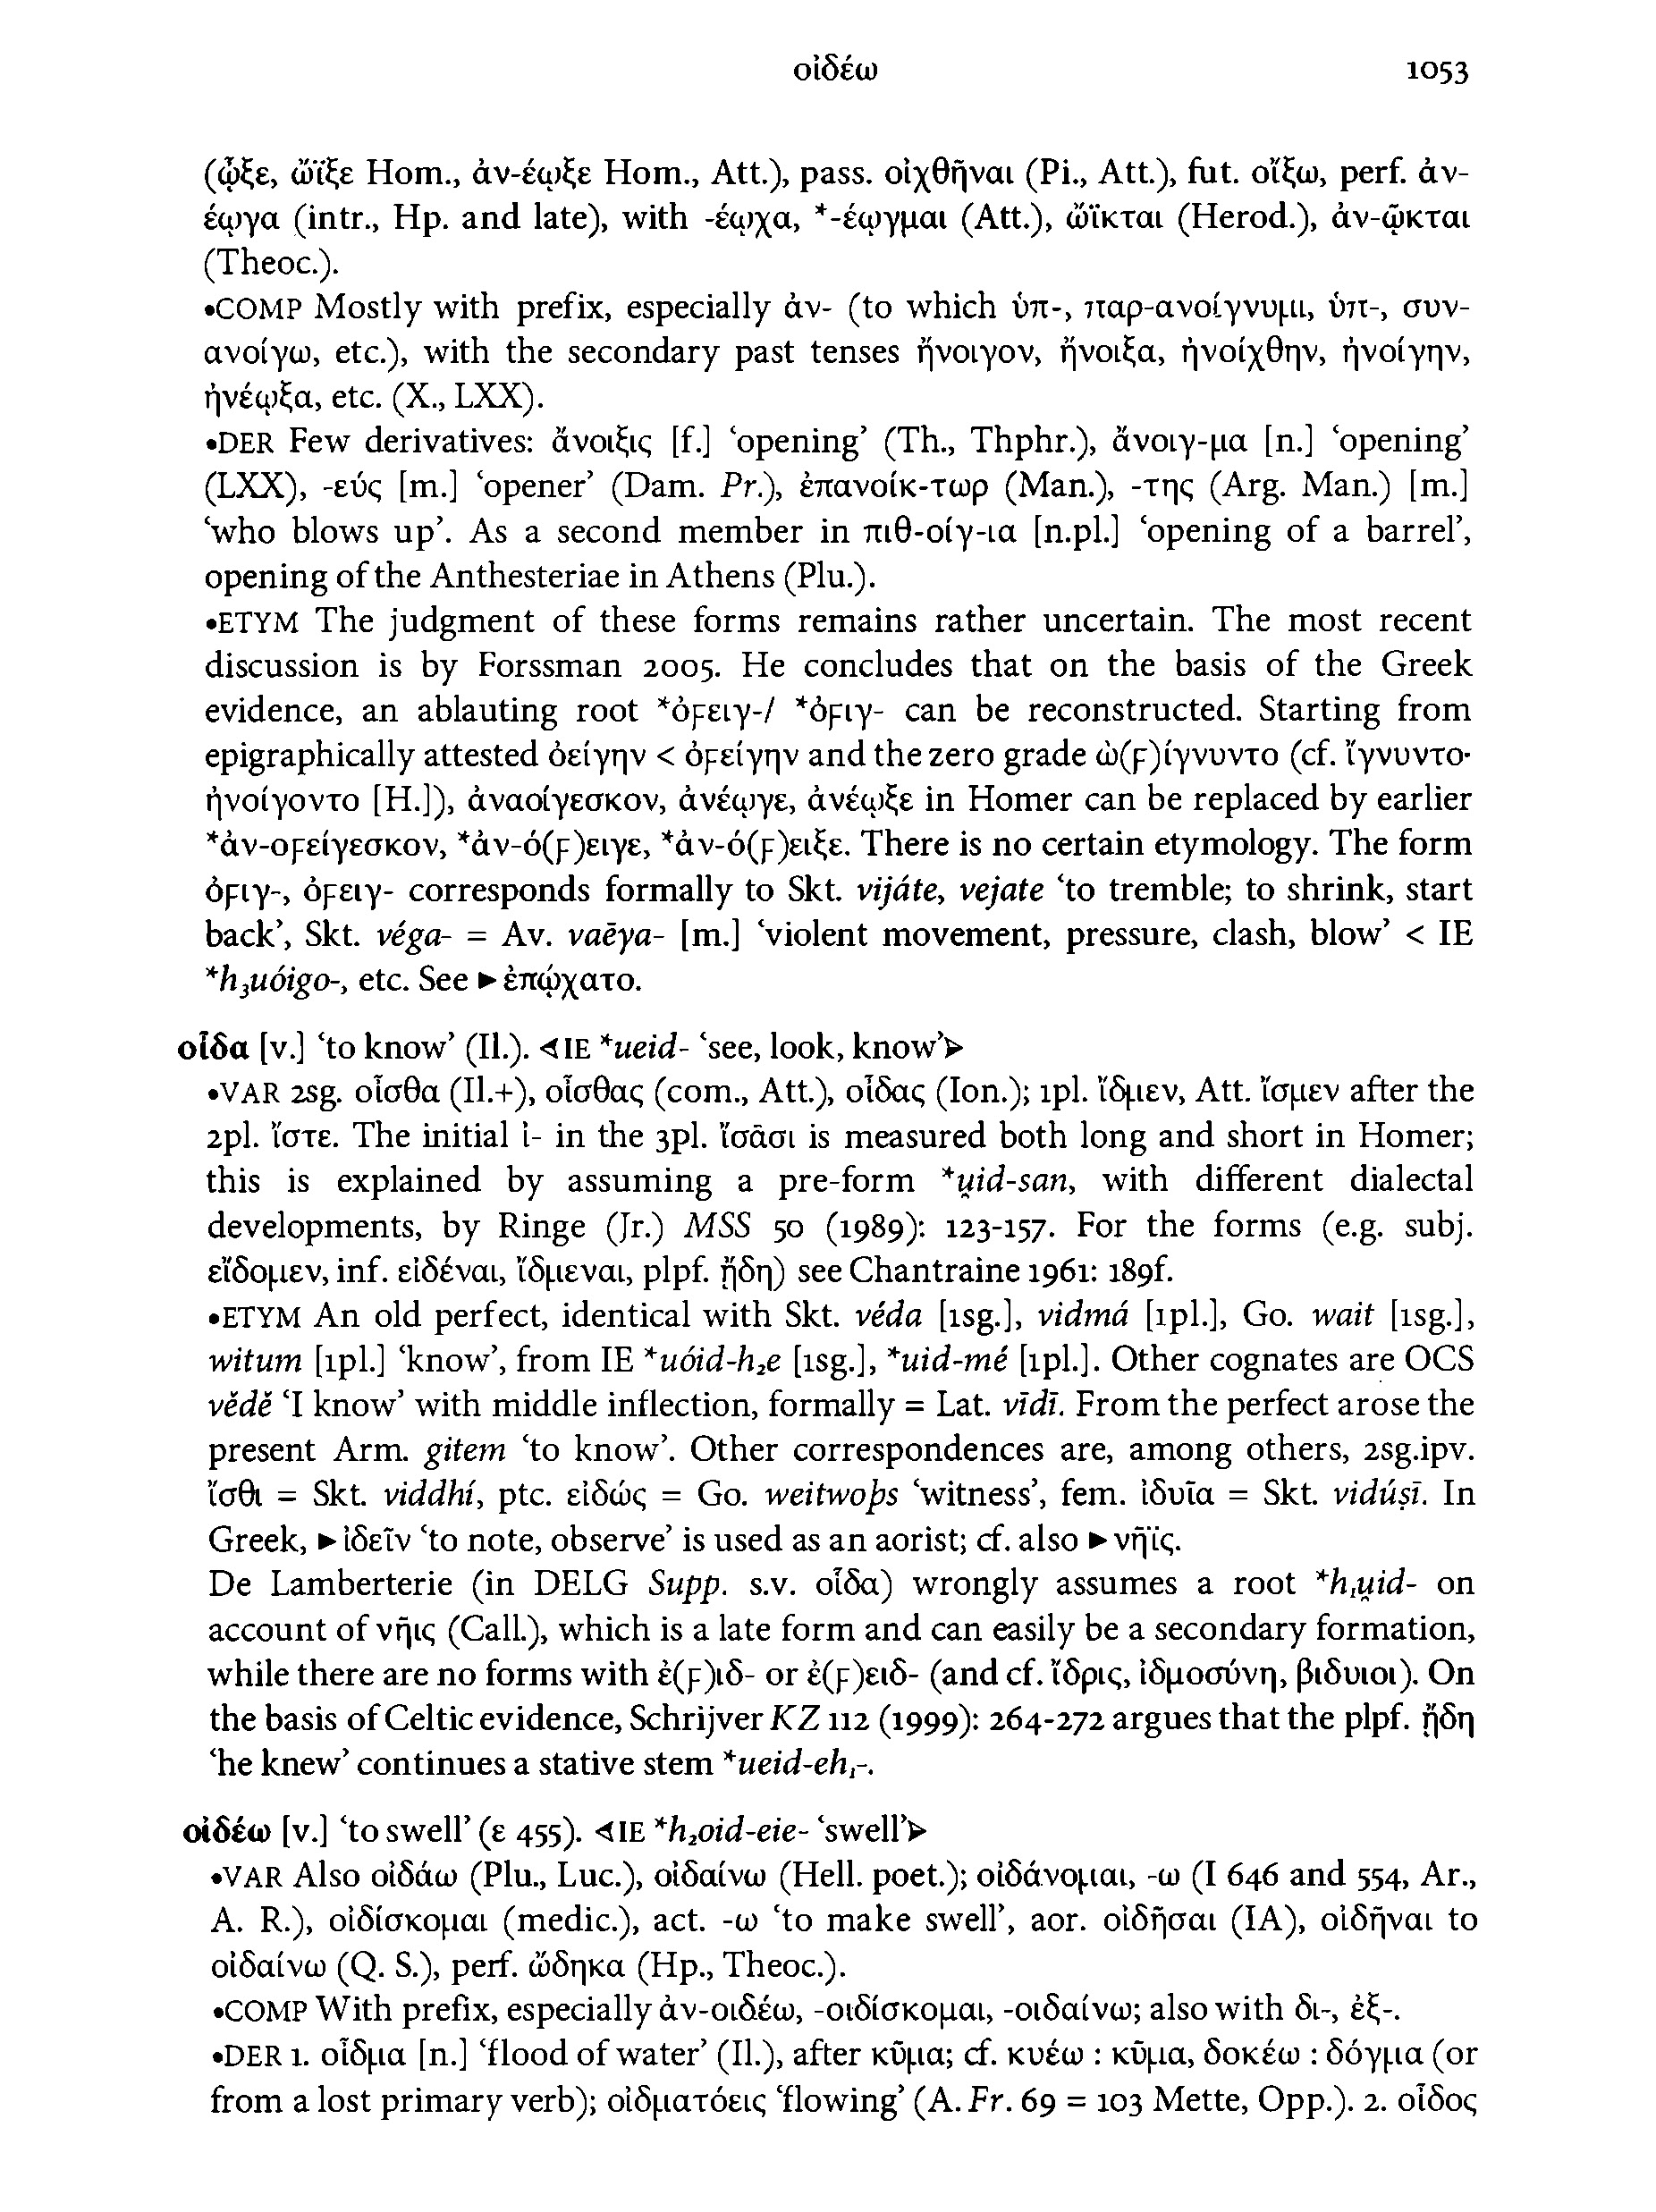 οἰδέω 1053
(ᾦξε, ὤϊξε Hom., ἀν-έῳξε Hom., Att.), pass. οἰχθῆναι (Pi., Att.), fut. οἴξω, perf. ἀν-
έῳγα (intr., Hp. and late), with -έῳχα, *-έῳγμαι (Att.), ὤϊκται (Herod.), ἀν-ῷκται
(Theoc.).
•COMP Mostly with prefix, especially ἀν- (to which ὑπ-, παρ-ανοίγνυμι, ὑπ-, συν-
ανοίγω, etc.), with the secondary past tenses ἤνοιγον, ἤνοιξα, ἠνοίχθην, ἠνοίγην,
ἠνέῳξα, etc. (X., LXX).
•DER Few derivatives: ἄνοιξις [f.] ‘opening’ (Th., Thphr.), ἄνοιγ-μα [n.] ‘opening’
(LXX), -εύς [m.] ‘opener’ (Dam. Pr.), ἐπανοίκ-τωρ (Man.), -της (Arg. Man.) [m.]
‘who blows up’. As a second member in πιθ-οίγ-ια [n.pl.] ‘opening of a barrel’,
opening of the Anthesteriae in Athens (Plu.).
•ETYM The judgment of these forms remains rather uncertain. The most recent
discussion is by Forssman 2005. He concludes that on the basis of the Greek
evidence, an ablauting root *ὀϝειγ-/ *ὀϝιγ- can be reconstructed. Starting from
epigraphically attested ὀείγην < ὀϝείγην and the zero grade ὠ(ϝ)ίγνυντο (cf. ἴγνυντο·
ἠνοίγοντο [H.]), ἀναοίγεσκον, ἀνέῳγε, ἀνέῳξε in Homer can be replaced by earlier
*ἀν-οϝείγεσκον, *ἀν-ό(ϝ)ειγε, *ἀν-ό(ϝ)ειξε. There is no certain etymology. The form
ὀϝιγ-, ὀϝειγ- corresponds formally to Skt. vijáte, vejate ‘to tremble; to shrink, start
back’, Skt. véga- = Av. vaēγa- [m.] ‘violent movement, pressure, clash, blow’ < IE
*h₃uóigo-, etc. See ►ἐπῴχατο.
οἶδα [v.] ‘to know’ (Il.). ◄IE *ueid- ‘see, look, know’►
•VAR 2sg. οἶσθα (Il.+), οἶσθας (com., Att.), οἶδας (Ion.); 1pl. ἴδμεν, Att. ἴσμεν after the
2pl. ἴστε. The initial ἰ- in the 3pl. ἴσᾱσι is measured both long and short in Homer;
this is explained by assuming a pre-form *u̯id-san, with different dialectal
developments, by Ringe (Jr.) MSS 50 (1989): 123-157. For the forms (e.g. subj.
εἴδομεν, inf. εἰδέναι, ἴδμεναι, plpf. ᾔδη) see Chantraine 1961: 189f.
•ETYM An old perfect, identical with Skt. véda [1sg.], vidmá [1pl.], Go. wait [1sg.],
witum [1pl.] ‘know’, from IE *uóid-h₂e [1sg.], *uid-mé [1pl.]. Other cognates are OCS
vědě ‘I know’ with middle inflection, formally = Lat. vīdī. From the perfect arose the
present Arm. gitem ‘to know’. Other correspondences are, among others, 2sg.ipv.
ἴσθι = Skt. viddhí, ptc. εἰδώς = Go. weitwoþs ‘witness’, fem. ἰδυῖα = Skt. vidúṣī. In
Greek, ►ἰδεῖν ‘to note, observe’ is used as an aorist; cf. also ►νῆϊς.
De Lamberterie (in DELG Supp. s.v. οἶδα) wrongly assumes a root *h₁u̯id- on
account of νῆις (Call.), which is a late form and can easily be a secondary formation,
while there are no forms with ἐ(ϝ)ιδ- or ἐ(ϝ)ειδ- (and cf. ἴδρις, ἰδμοσύνη, βιδυιοι). On
the basis of Celtic evidence, Schrijver KZ 112 (1999): 264-272 argues that the plpf. ᾔδη
‘he knew’ continues a stative stem *ueid-eh₁-.
οἰδέω [v.] ‘to swell’ (ε 455). ◄IE *h₂oid-eie- ‘swell’►
•VAR Also οἰδάω (Plu., Luc.), οἰδαίνω (Hell. poet.); οἰδάνομαι, -ω (I 646 and 554, Ar.,
A. R.), οἰδίσκομαι (medic.), act. -ω ‘to make swell’, aor. οἰδῆσαι (IA), οἰδῆναι to
οἰδαίνω (Q. S.), perf. ᾤδηκα (Hp., Theoc.).
•COMP With prefix, especially ἀν-οιδέω, -οιδίσκομαι, -οιδαίνω; also with δι-, ἐξ-.
•DER 1. οἶδμα [n.] ‘flood of water’ (Il.), after κῦμα; cf. κυέω : κῦμα, δοκέω : δόγμα (or
from a lost primary verb); οἰδματόεις ‘flowing’ (A. Fr. 69 = 103 Mette, Opp.). 2. οἶδος